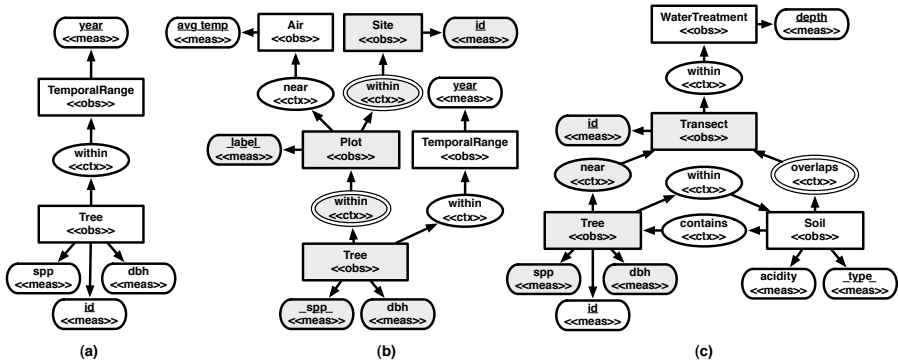 year
<<meas>>
TemporalRange
<<obs>>
within
<<ctx>>
Tree
<<obs>>
spp
<<meas>>
dbh
<<meas>>
id
<<meas>>
(a)
avg temp
<<meas>>
Air
<<obs>>
Site
<<obs>>
id
<<meas>>
near
<<ctx>>
within
<<ctx>>
year
<<meas>>
_label_
<<meas>>
Plot
<<obs>>
TemporalRange
<<obs>>
within
<<ctx>>
within
<<ctx>>
Tree
<<obs>>
_spp_
<<meas>>
dbh
<<meas>>
(b)
WaterTreatment
<<obs>>
depth
<<meas>>
within
<<ctx>>
id
<<meas>>
Transect
<<obs>>
near
<<ctx>>
within
<<ctx>>
overlaps
<<ctx>>
Tree
<<obs>>
contains
<<ctx>>
Soil
<<obs>>
spp
<<meas>>
dbh
<<meas>>
acidity
<<meas>>
_type_
<<meas>>
id
<<meas>>
(c)